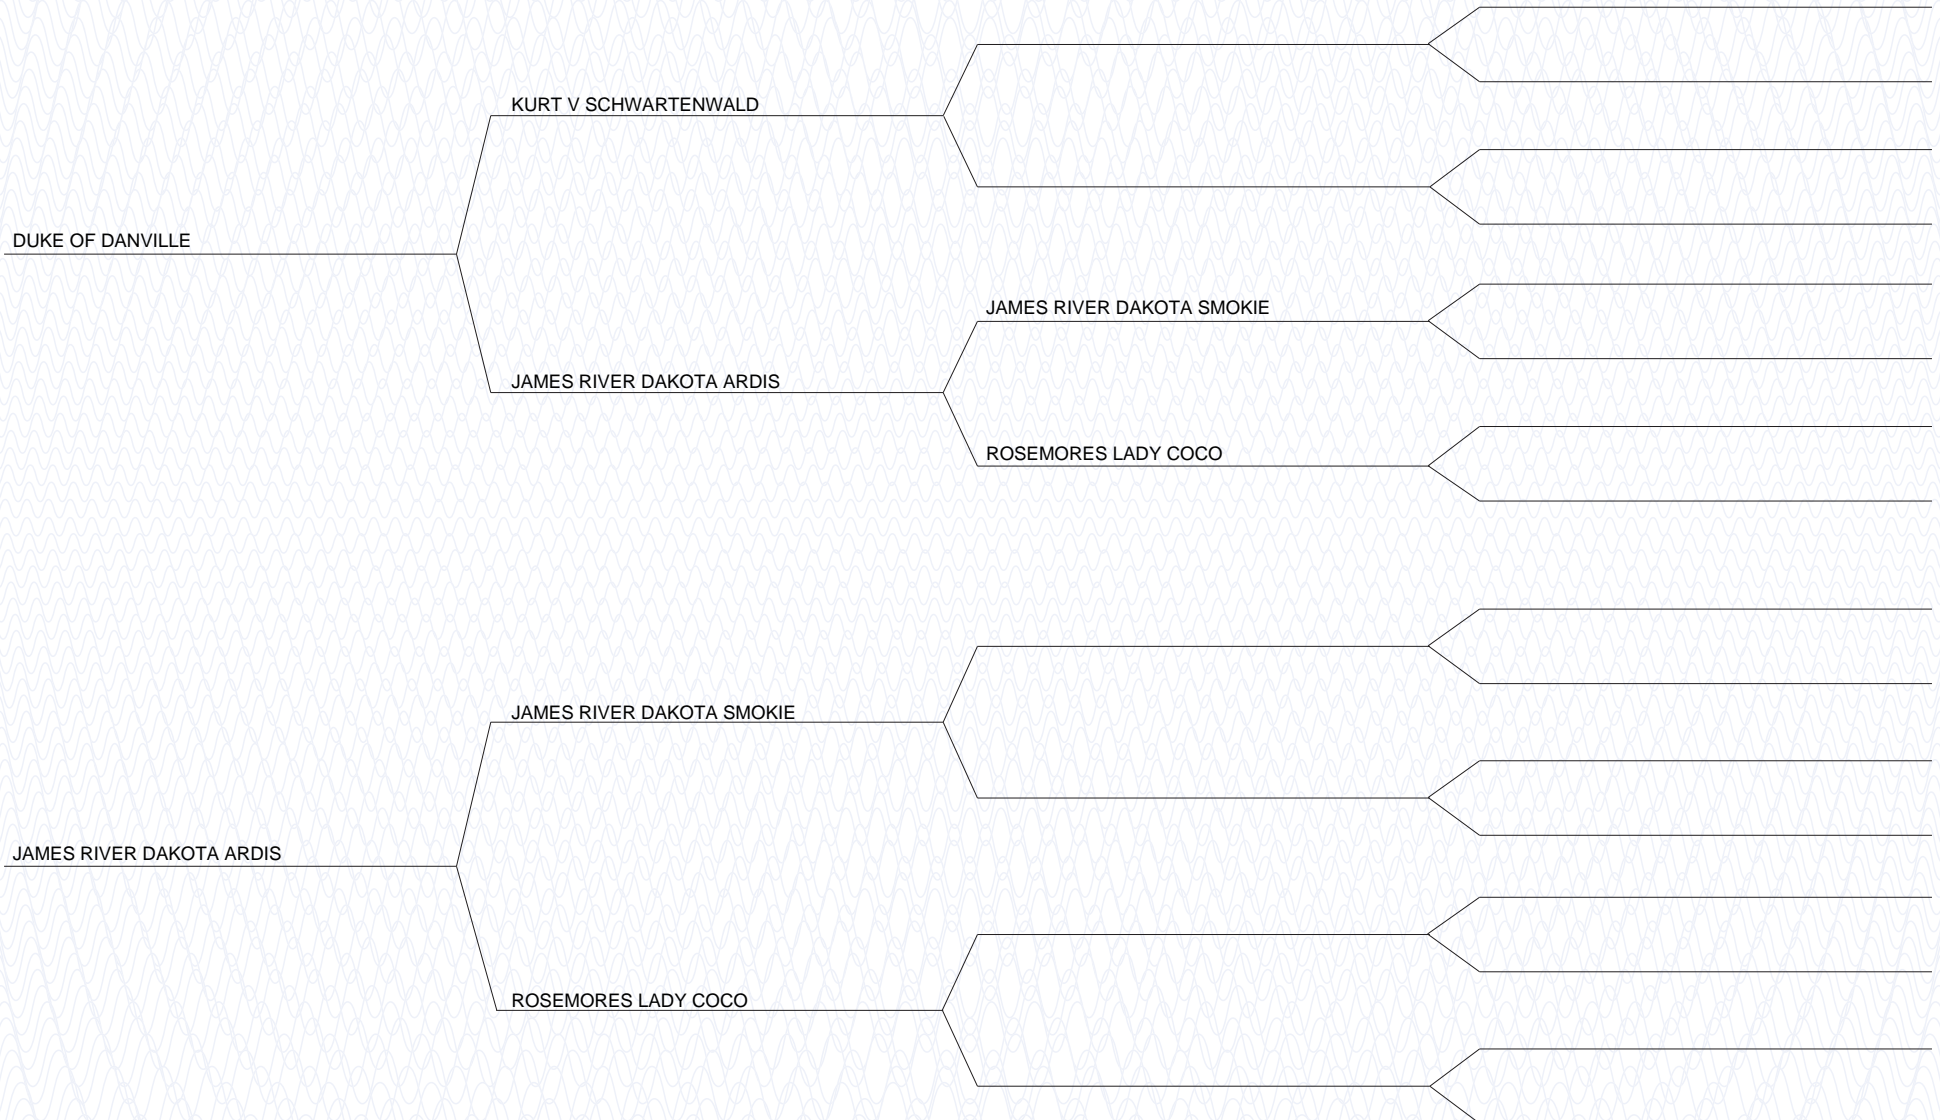 KURT V SCHWARTENWALD
DUKE OF DANVILLE
JAMES RIVER DAKOTA SMOKIE
JAMES RIVER DAKOTA ARDIS
ROSEMORES LADY COCO
JAMES RIVER DAKOTA SMOKIE
JAMES RIVER DAKOTA ARDIS
ROSEMORES LADY COCO